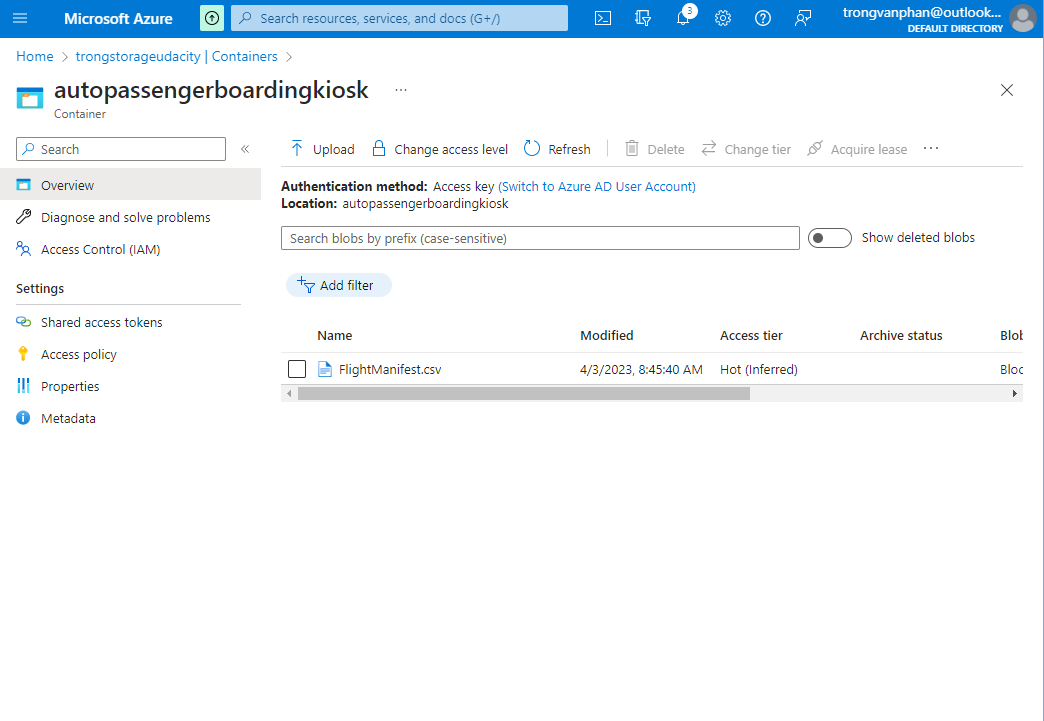 Microsoft Azure
Search resources, services, and docs (G+/)
3
trongvanphan@outlook...
DEFAULT DIRECTORY
Home > trongstorageudacity | Containers >
autopassengerboardingkiosk ...
Container
Search
«
Upload
Change access level
Refresh
Delete
Change tier
Acquire lease
...
Overview
Diagnose and solve problems
Access Control (IAM)
Settings
Shared access tokens
Access policy
Properties
Metadata
Authentication method: Access key (Switch to Azure AD User Account)
Location: autopassengerboardingkiosk
Search blobs by prefix (case-sensitive)
Show deleted blobs
Add filter
Name Modified Access tier Archive status Blob
FlightManifest.csv 4/3/2023, 8:45:40 AM Hot (Inferred) Bloc